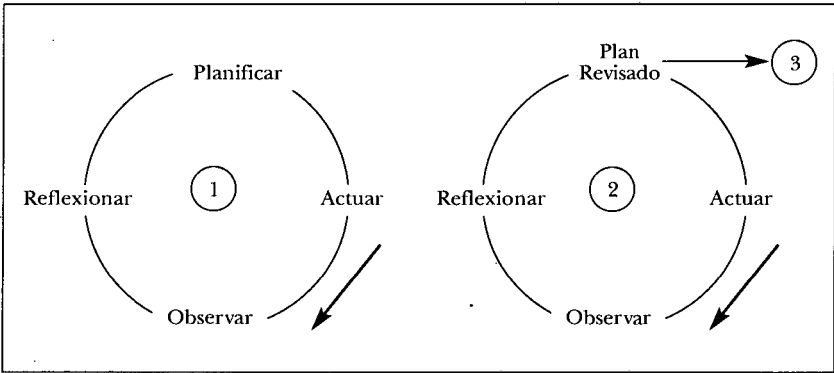 Planificar
Reflexionar
1
Actuar
Observar
Plan
Revisado
3
Reflexionar
2
Actuar
Observar